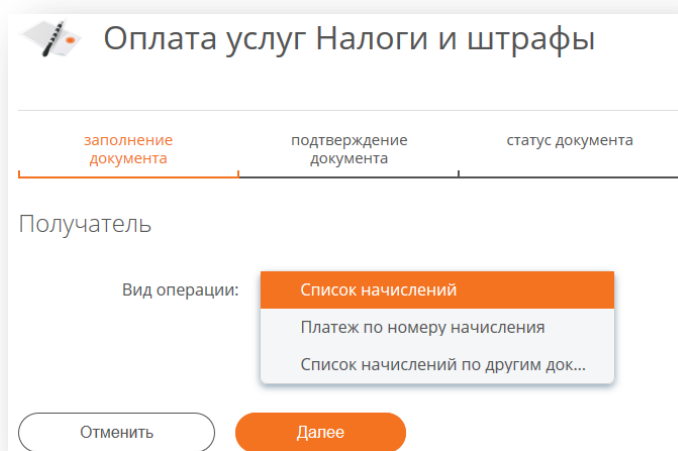 Оплата услуг Налоги и штрафы
заполнение подтверждение статус документа
документа документа
Получатель
Вид операции: Список начислений
Платеж по номеру начисления
Список начислений по другим док...
Отменить Далее